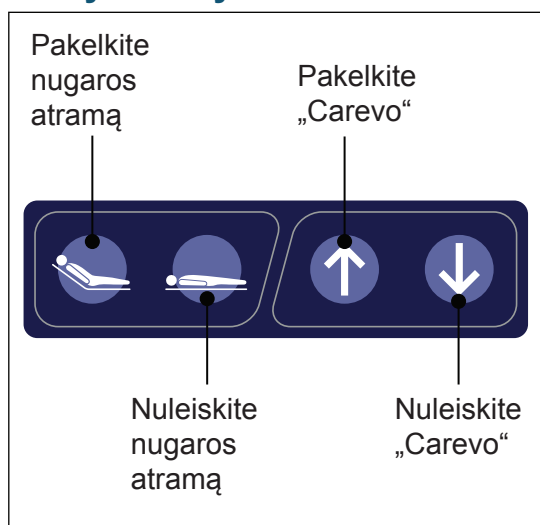 Pakelkite
nugaros
atramą
Pakelkite
„Carevo“
Nuleiskite
nugaros
atramą
Nuleiskite
„Carevo“